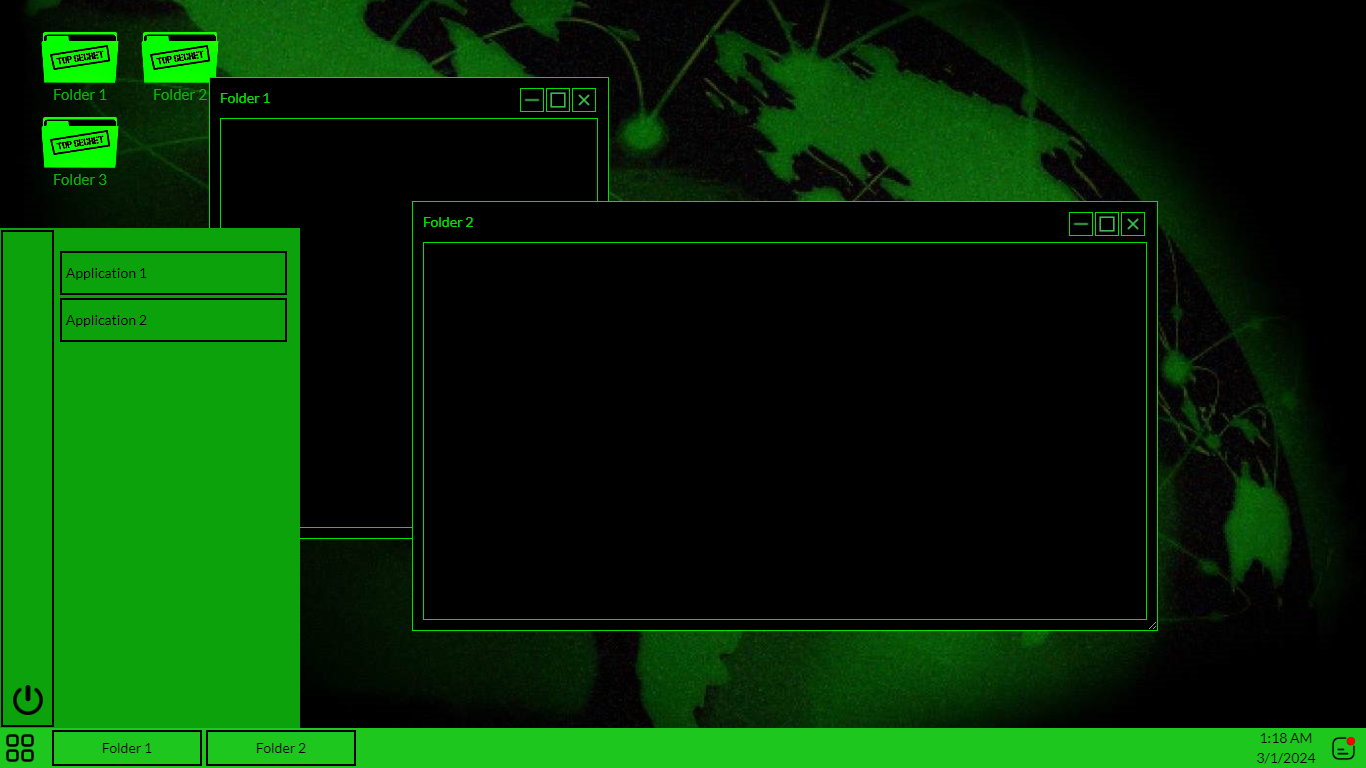 TOP SECRET
TOP SECRET
Folder 1
Folder 2
TOP SECRET
Folder 3
Folder 1
Folder 2
Application 1
Application 2
Folder 1
Folder 2
1:18 AM
3/1/2024